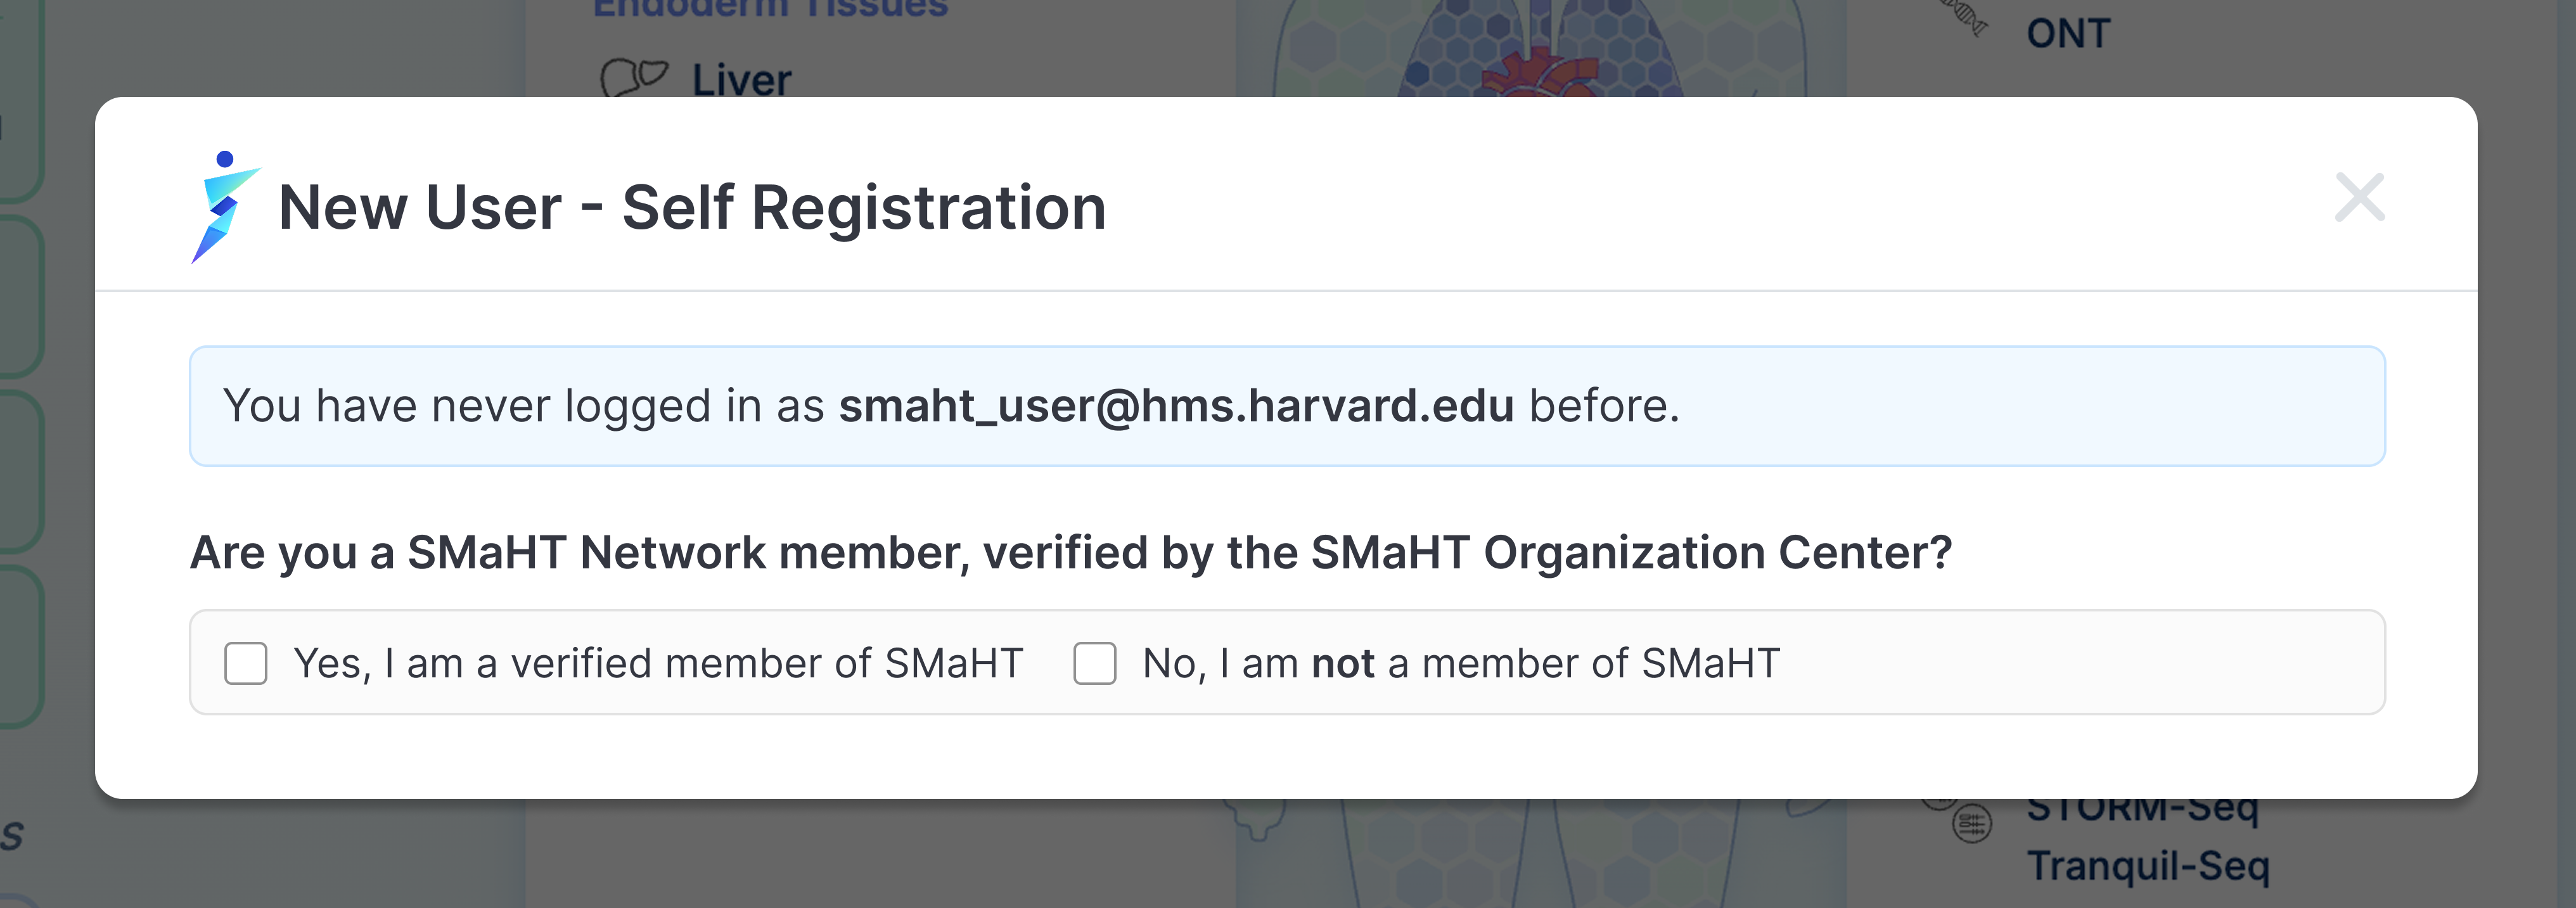 Endoderm Tissues
Liver
ONT
New User - Self Registration
You have never logged in as smaht_user@hms.harvard.edu before.
Are you a SMaHT Network member, verified by the SMaHT Organization Center?
Yes, I am a verified member of SMaHT
No, I am not a member of SMaHT
s
STORM-Seq
Tranquil-Seq